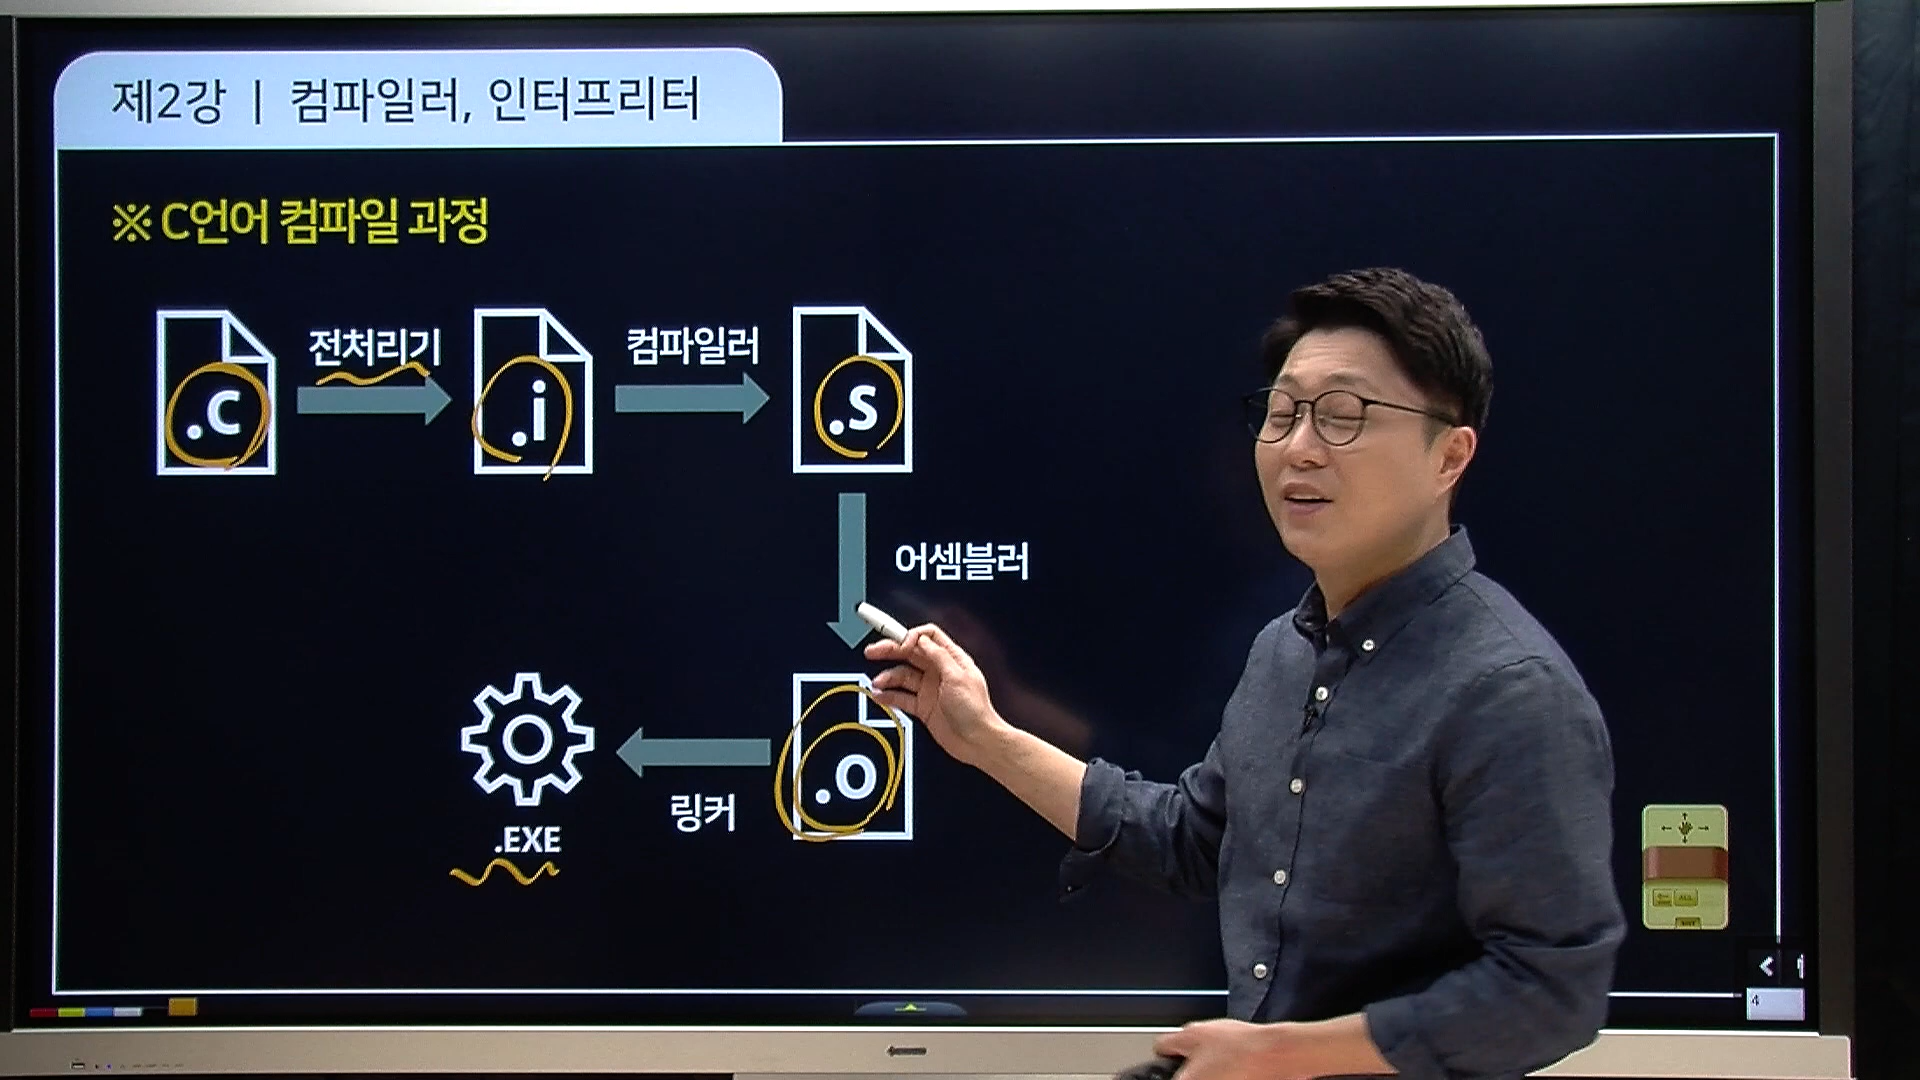 제2강 | 컴파일러, 인터프리터
※ C언어 컴파일 과정
.c
전처리기
.i
컴파일러
.s
어셈블러
.o
링커
.EXE
4